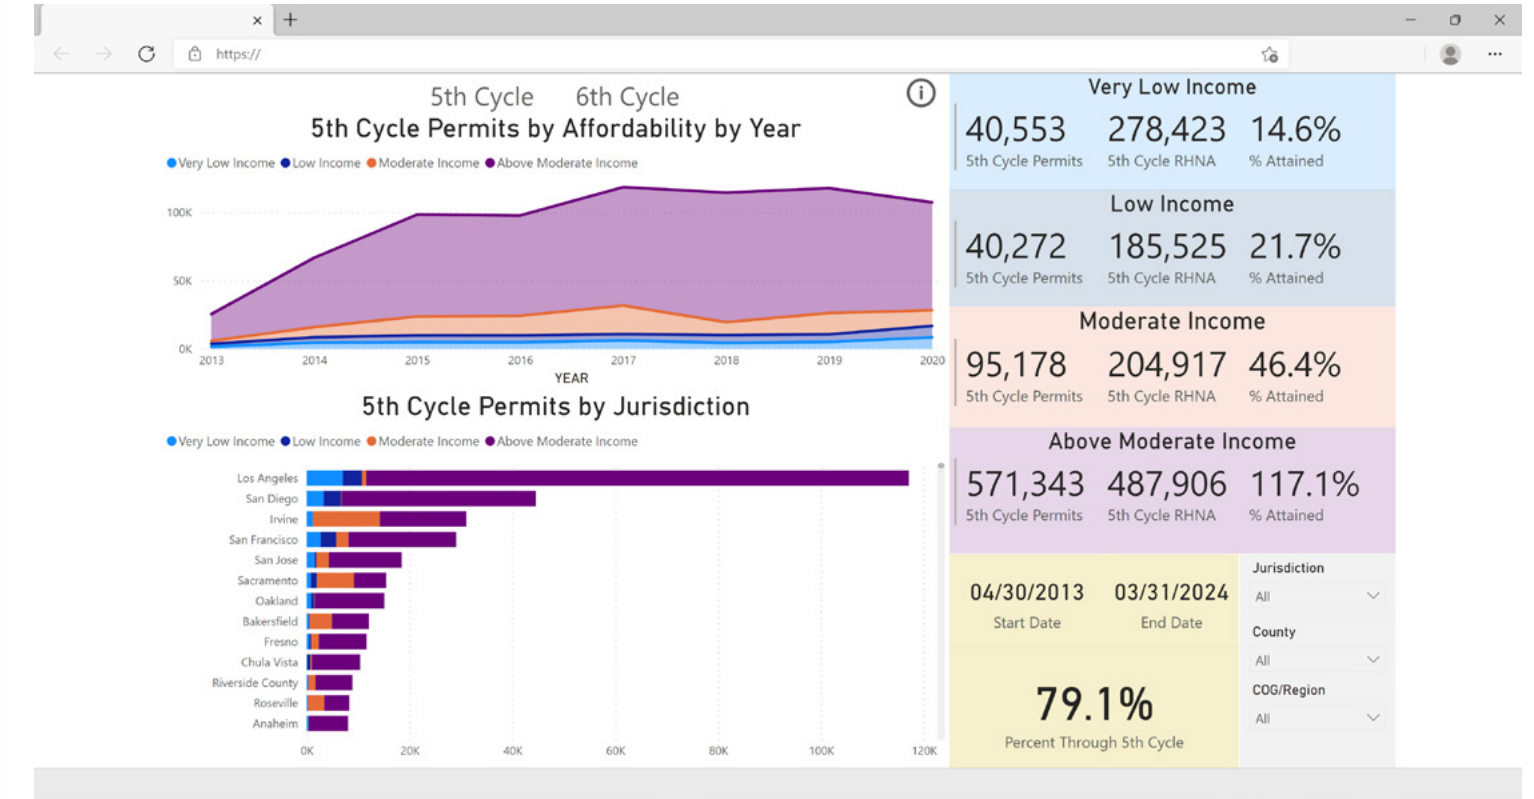 https://
5th Cycle 6th Cycle
5th Cycle Permits by Affordability by Year
Very Low Income Low Income Moderate Income Above Moderate Income
100K
50K
0K
2013 2014 2015 2016 2017 2018 2019 2020
YEAR
5th Cycle Permits by Jurisdiction
Very Low Income Low Income Moderate Income Above Moderate Income
Los Angeles
San Diego
Irvine
San Francisco
San Jose
Sacramento
Oakland
Bakersfield
Fresno
Chula Vista
Riverside County
Roseville
Anaheim
0K 20K 40K 60K 80K 100K 120K
Very Low Income
40,553 278,423 14.6%
5th Cycle Permits 5th Cycle RHNA % Attained
Low Income
40,272 185,525 21.7%
5th Cycle Permits 5th Cycle RHNA % Attained
Moderate Income
95,178 204,917 46.4%
5th Cycle Permits 5th Cycle RHNA % Attained
Above Moderate Income
571,343 487,906 117.1%
5th Cycle Permits 5th Cycle RHNA % Attained
04/30/2013 03/31/2024
Start Date End Date
79.1%
Percent Through 5th Cycle
Jurisdiction
All
County
All
COG/Region
All